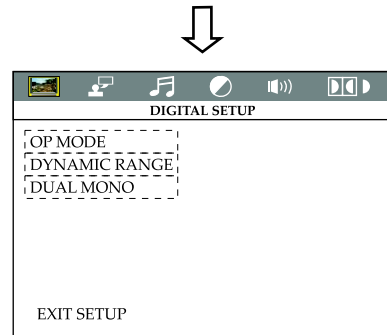 DIGITAL SETUP
OP MODE
DYNAMIC RANGE
DUAL MONO
EXIT SETUP